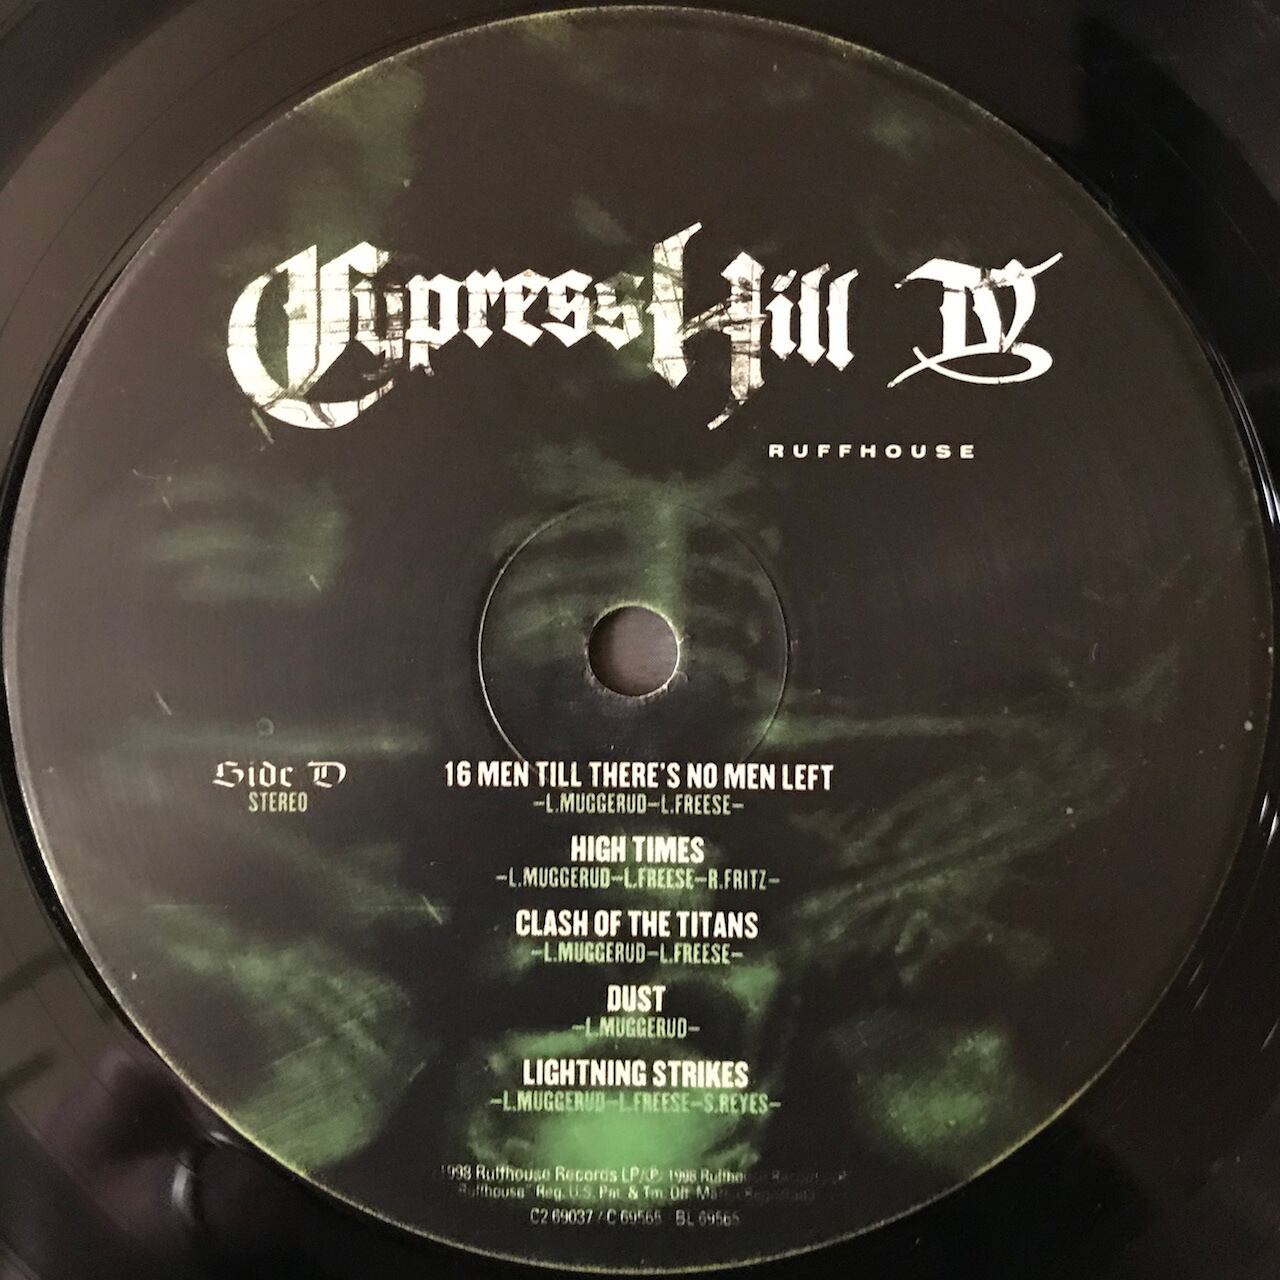 Cypress Hill IV
RUFFHOUSE
Side D
STEREO
16 MEN TILL THERE'S NO MEN LEFT
–L.MUGGERUD–L.FREESE–
HIGH TIMES
–L.MUGGERUD–L.FREESE–R.FRITZ–
CLASH OF THE TITANS
–L.MUGGERUD–L.FREESE–
DUST
–L.MUGGERUD–
LIGHTNING STRIKES
–L.MUGGERUD–L.FREESE–S.REYES–
1998 Ruffhouse Records LP/℗ 1998 Ruffhouse
"Ruffhouse" Reg. U.S. Pat. & Tm. Off.
C2 69037 / C 69565 BL 69565